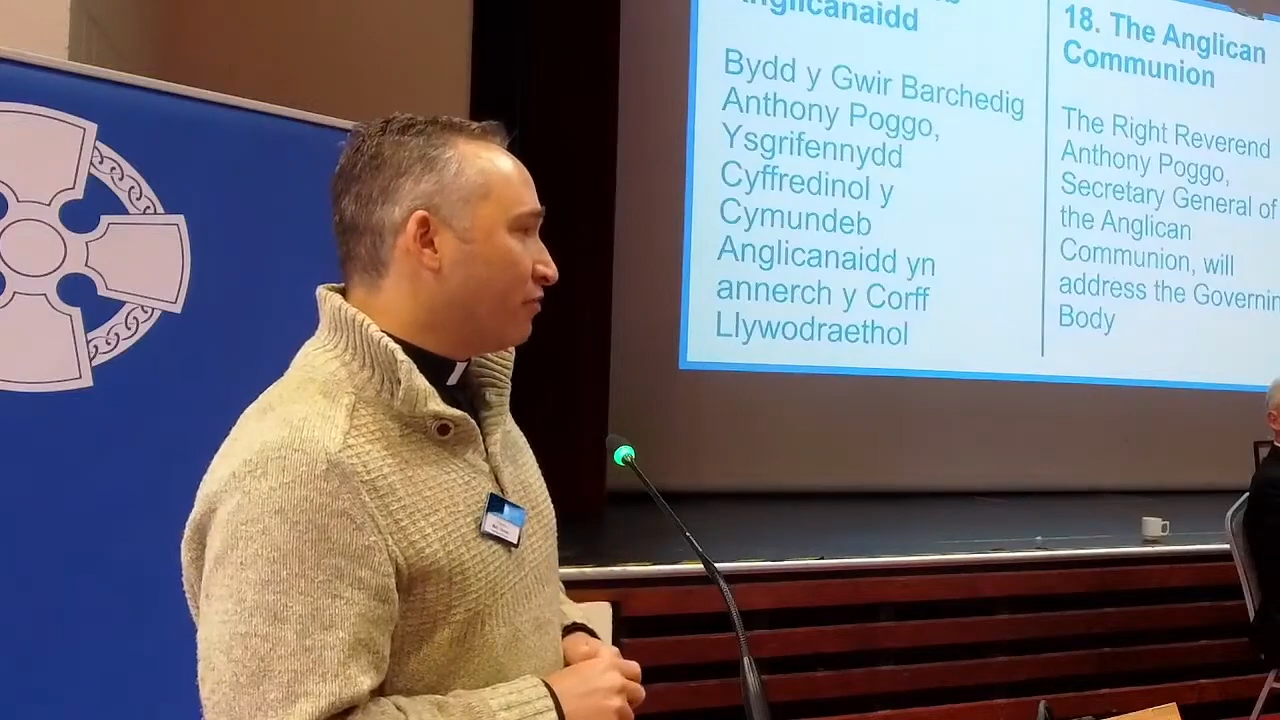 Anglicanaidd
Bydd y Gwir Barchedig
Anthony Poggo,
Ysgrifennydd
Cyffredinol y
Cymundeb
Anglicanaidd yn
annerch y Corff
Llywodraethol
18. The Anglican
Communion
The Right Reverend
Anthony Poggo,
Secretary General of
the Anglican
Communion, will
address the Governin
Body